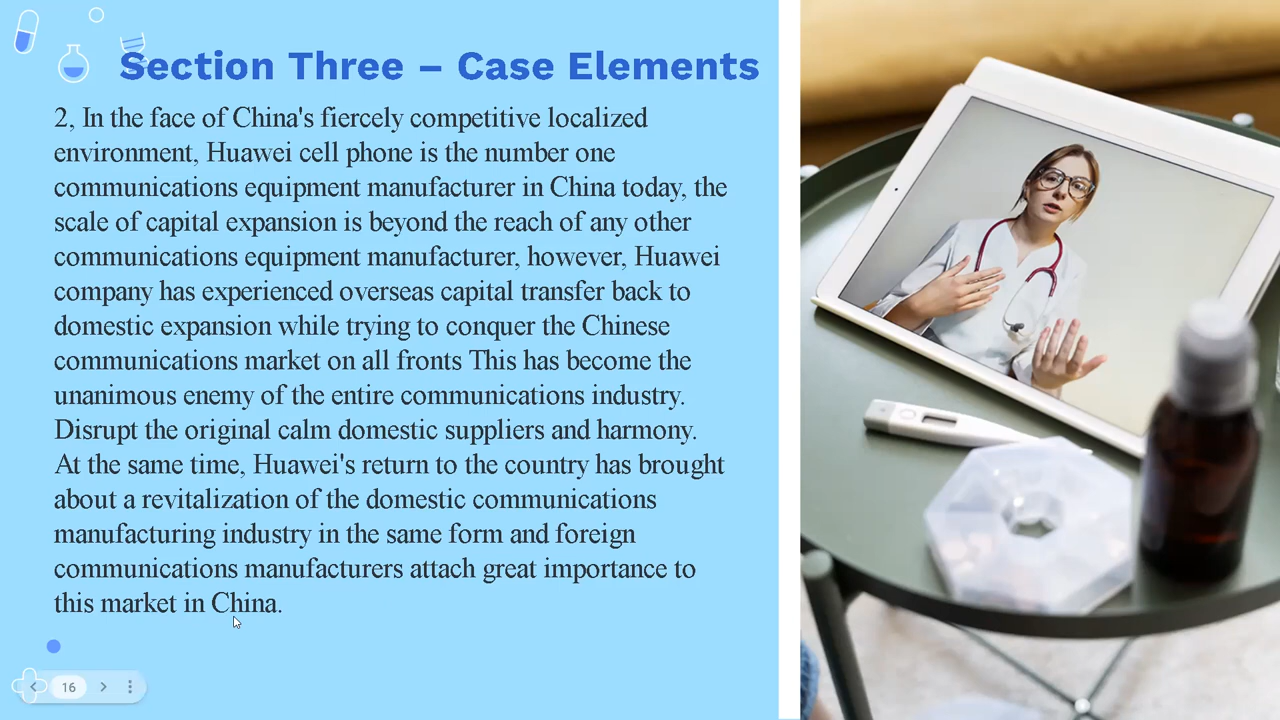 Section Three – Case Elements
2, In the face of China's fiercely competitive localized
environment, Huawei cell phone is the number one
communications equipment manufacturer in China today, the
scale of capital expansion is beyond the reach of any other
communications equipment manufacturer, however, Huawei
company has experienced overseas capital transfer back to
domestic expansion while trying to conquer the Chinese
communications market on all fronts This has become the
unanimous enemy of the entire communications industry.
Disrupt the original calm domestic suppliers and harmony.
At the same time, Huawei's return to the country has brought
about a revitalization of the domestic communications
manufacturing industry in the same form and foreign
communications manufacturers attach great importance to
this market in China.
16